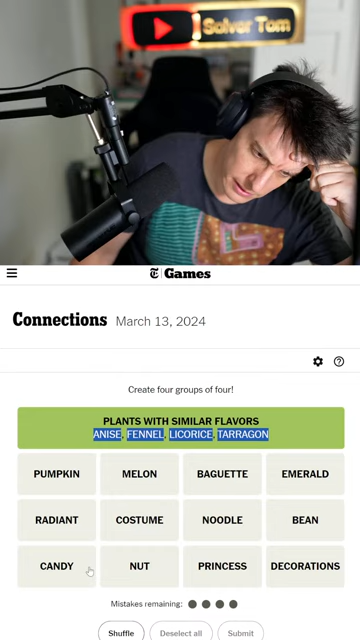 Solver Tom
T Games
Connections March 13, 2024
Create four groups of four!
PLANTS WITH SIMILAR FLAVORS
ANISE, FENNEL, LICORICE, TARRAGON
PUMPKIN MELON BAGUETTE EMERALD
RADIANT COSTUME NOODLE BEAN
CANDY NUT PRINCESS DECORATIONS
Mistakes remaining:
Shuffle Deselect all Submit